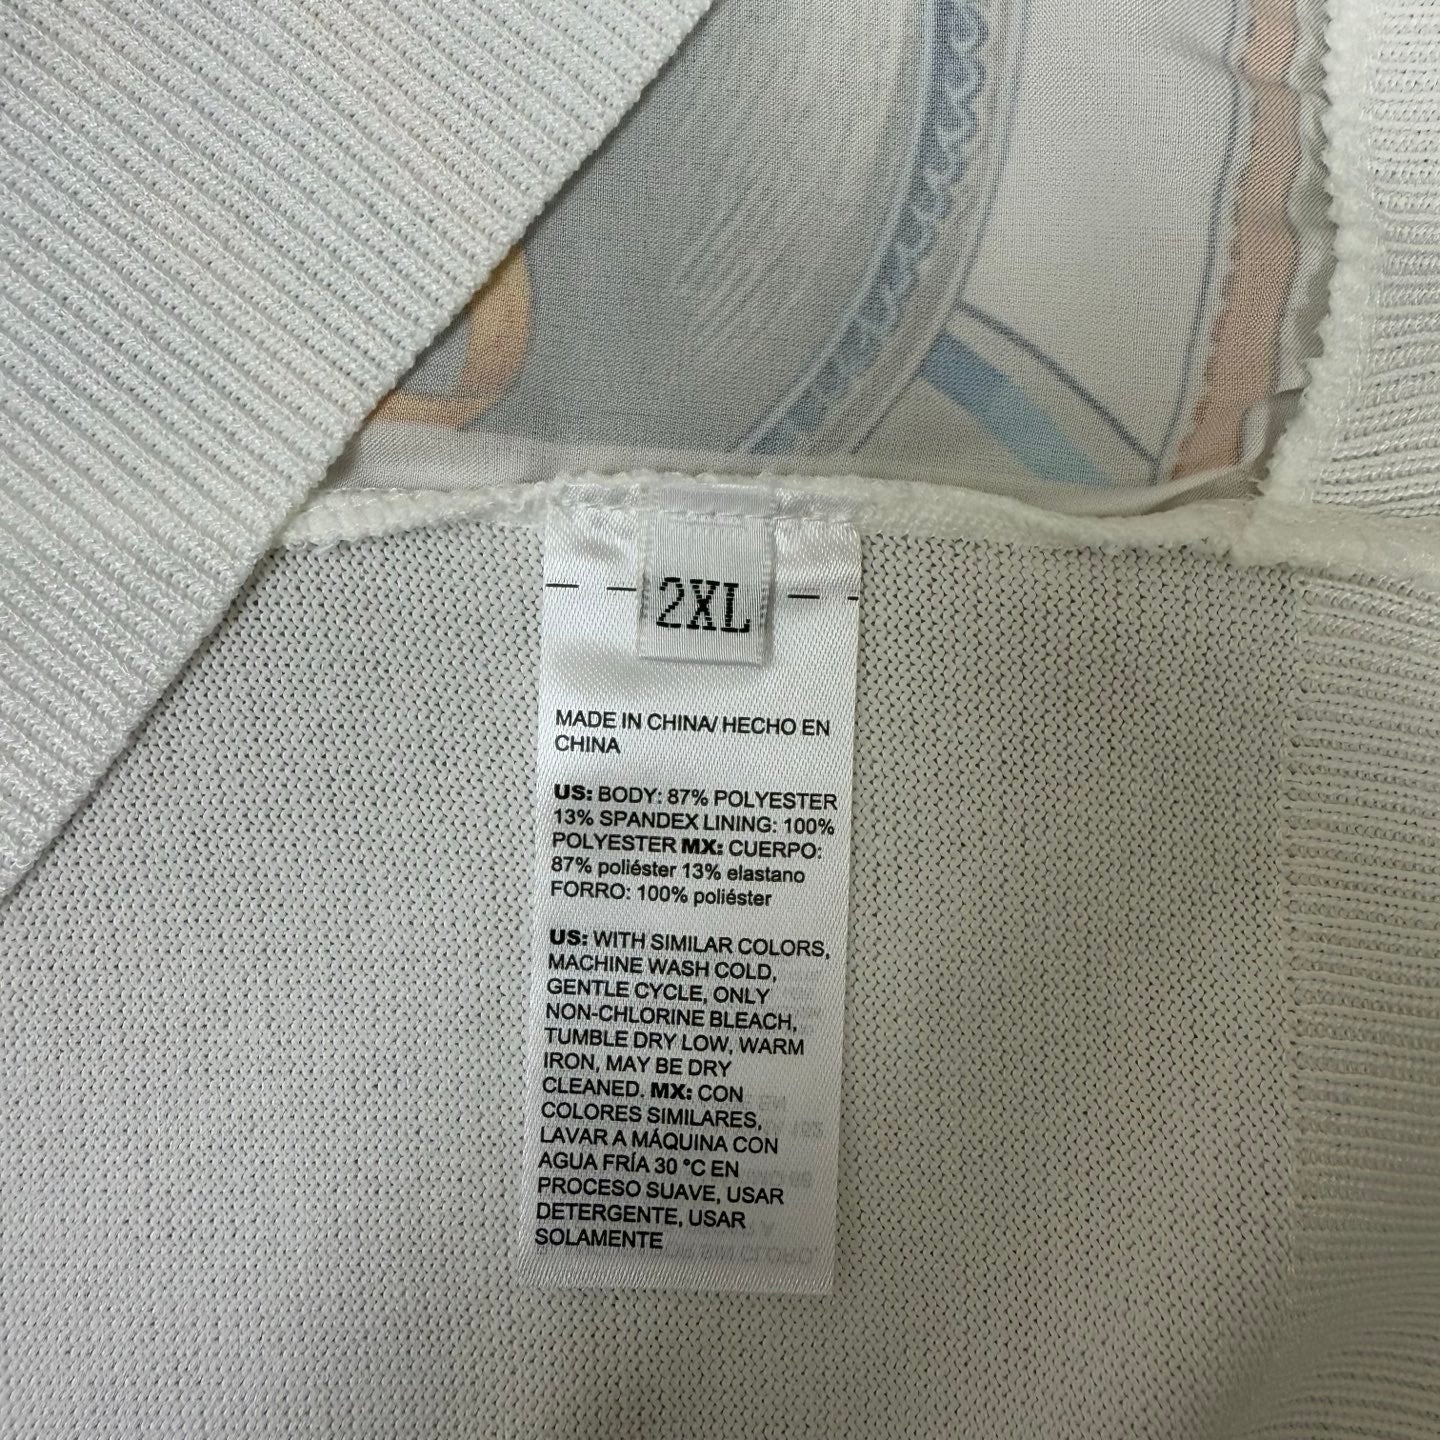 2XL
MADE IN CHINA/ HECHO EN
CHINA
US: BODY: 87% POLYESTER
13% SPANDEX LINING: 100%
POLYESTER MX: CUERPO:
87% poliéster 13% elastano
FORRO: 100% poliéster
US: WITH SIMILAR COLORS,
MACHINE WASH COLD,
GENTLE CYCLE, ONLY
NON-CHLORINE BLEACH,
TUMBLE DRY LOW, WARM
IRON, MAY BE DRY
CLEANED. MX: CON
COLORES SIMILARES,
LAVAR A MÁQUINA CON
AGUA FRÍA 30 °C EN
PROCESO SUAVE, USAR
DETERGENTE, USAR
SOLAMENTE